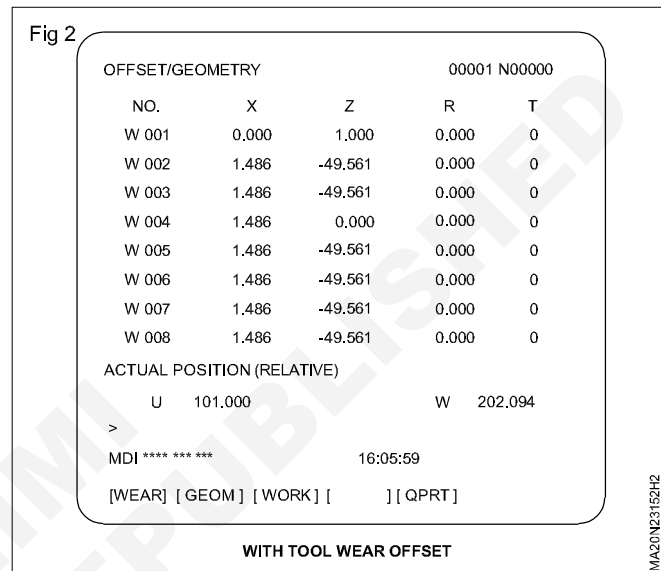 Fig 2
OFFSET/GEOMETRY 00001 N00000
NO. X Z R T
W 001 0.000 1.000 0.000 0
W 002 1.486 -49.561 0.000 0
W 003 1.486 -49.561 0.000 0
W 004 1.486 0.000 0.000 0
W 005 1.486 -49.561 0.000 0
W 006 1.486 -49.561 0.000 0
W 007 1.486 -49.561 0.000 0
W 008 1.486 -49.561 0.000 0
ACTUAL POSITION (RELATIVE)
U 101.000 W 202.094
>
MDI **** *** *** 16:05:59
[WEAR] [ GEOM ] [ WORK ] [ ] [ QPRT ]
WITH TOOL WEAR OFFSET
MA20N23152H2